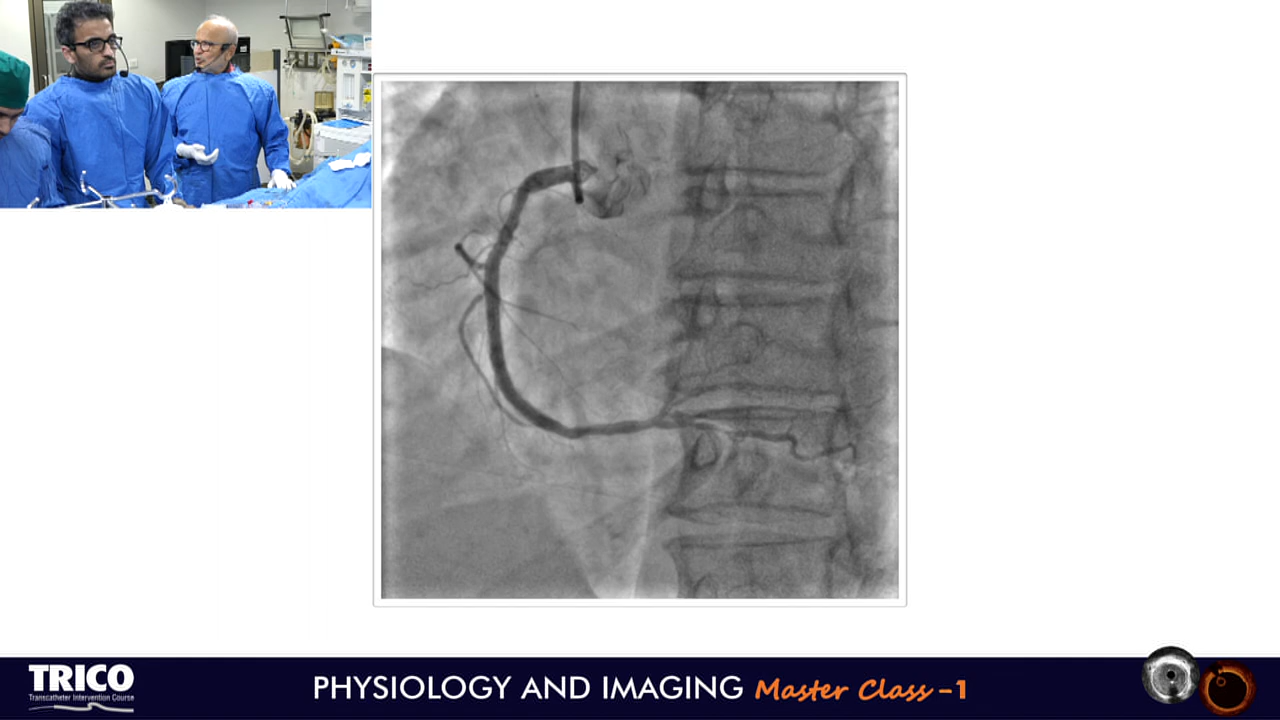 TRICO
Transcatheter Intervention Course
PHYSIOLOGY AND IMAGING Master Class -1